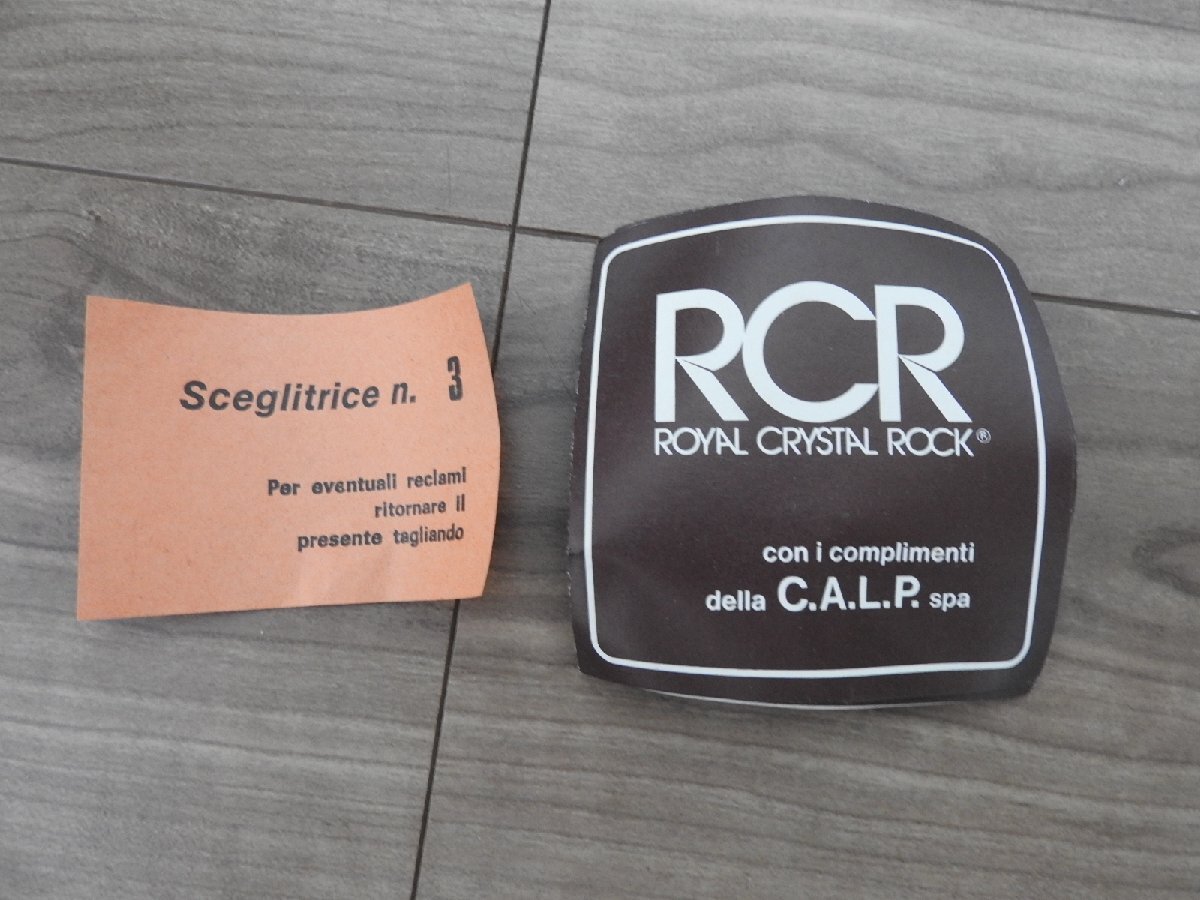 Sceglitrice n. 3
Per eventuali reclami
ritornare il
presente tagliando
RCR
ROYAL CRYSTAL ROCK®
con i complimenti
della C.A.L.P. spa